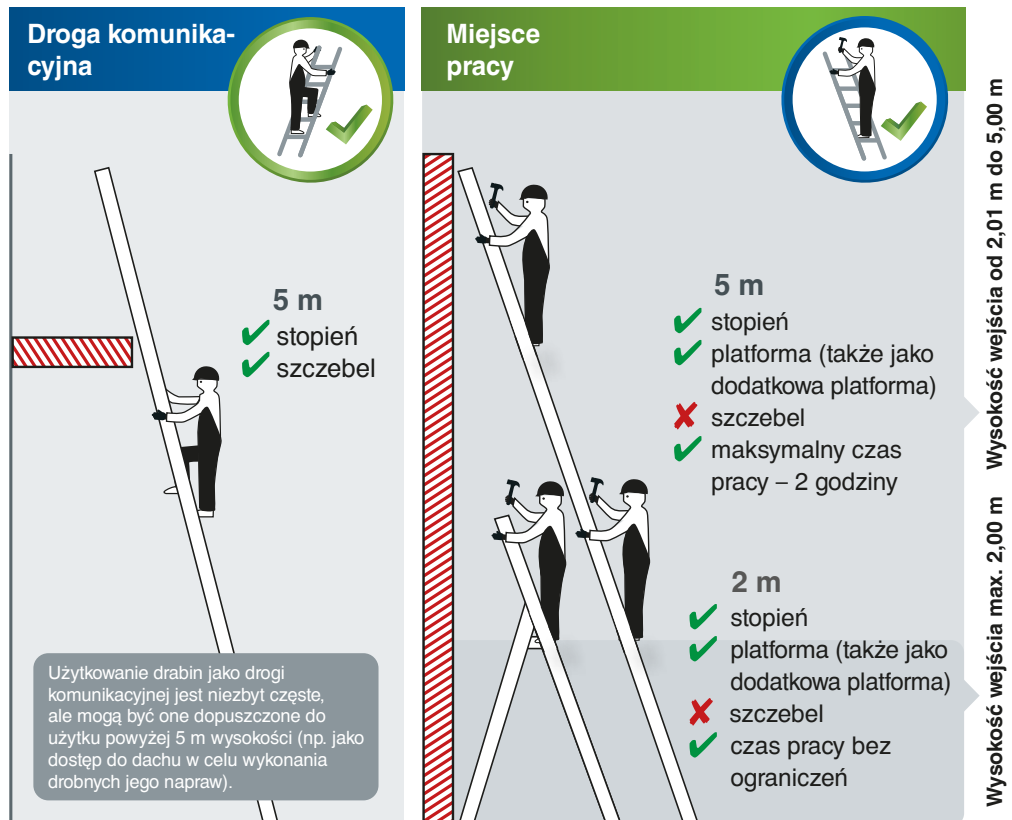 Droga komunika-
cyjna
5 m
stopień
szczebel
Użytkowanie drabin jako drogi
komunikacyjnej jest niezbyt częste,
ale mogą być one dopuszczone do
użytku powyżej 5 m wysokości (np. jako
dostęp do dachu w celu wykonania
drobnych jego napraw).
Miejsce
pracy
5 m
stopień
platforma (także jako
dodatkowa platforma)
szczebel
maksymalny czas
pracy – 2 godziny
2 m
stopień
platforma (także jako
dodatkowa platforma)
szczebel
czas pracy bez
ograniczeń
Wysokość wejścia od 2,01 m do 5,00 m
Wysokość wejścia max. 2,00 m